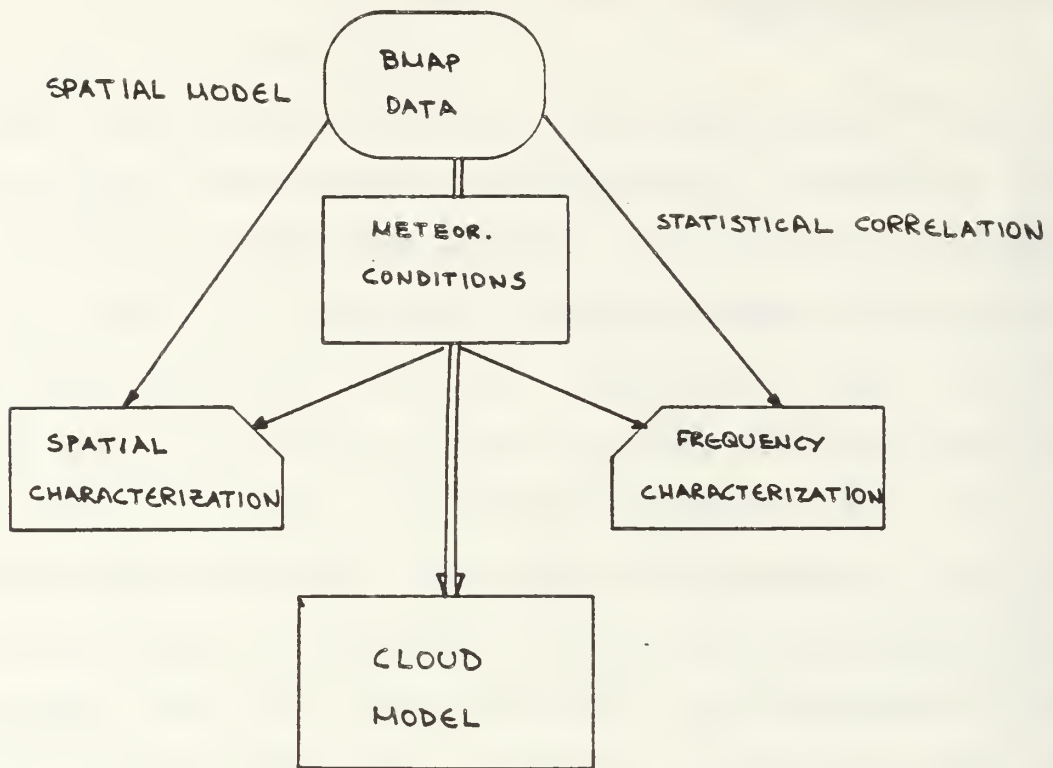 BMAP
DATA
SPATIAL MODEL
METEOR.
CONDITIONS
STATISTICAL CORRELATION
SPATIAL
CHARACTERIZATION
FREQUENCY
CHARACTERIZATION
CLOUD
MODEL